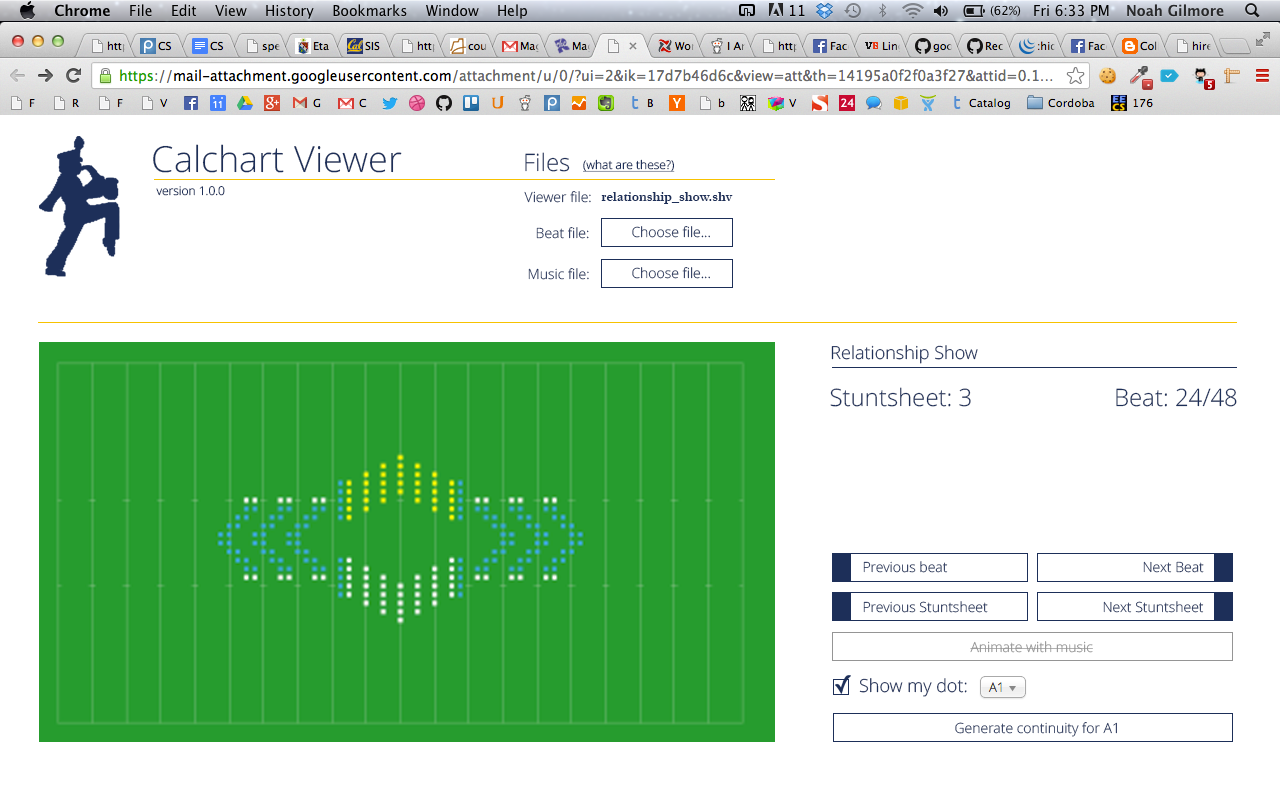 Chrome File Edit View History Bookmarks Window Help 11 (62%) Fri 6:33 PM Noah Gilmore
http CS CS spe Eta SIS http cou Mag Ma Wor I Ar http Fac Lin goo Rec :hic Fac Col hire
https://mail-attachment.googleusercontent.com/attachment/u/0/?ui=2&ik=17d7b46d6c&view=att&th=14195a0f2f0a3f27&attid=0.1... 5
F R F V G C B b V 24 Catalog Cordoba 176
Calchart Viewer
version 1.0.0
Files (what are these?)
Viewer file: relationship_show.shv
Beat file: Choose file...
Music file: Choose file...
Relationship Show
Stuntsheet: 3 Beat: 24/48
Previous beat Next Beat
Previous Stuntsheet Next Stuntsheet
Animate with music
Show my dot: A1
Generate continuity for A1